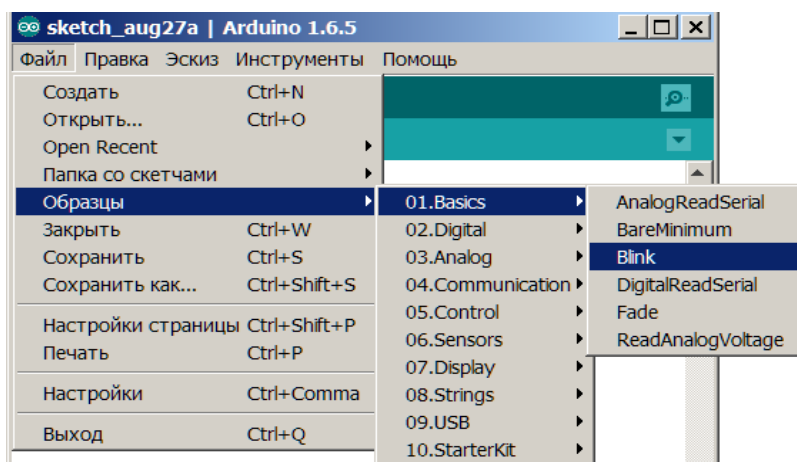 sketch_aug27a | Arduino 1.6.5
Файл Правка Эскиз Инструменты Помощь
Создать Ctrl+N
Открыть... Ctrl+O
Open Recent
Папка со скетчами
Образцы
Закрыть Ctrl+W
Сохранить Ctrl+S
Сохранить как... Ctrl+Shift+S
Настройки страницы Ctrl+Shift+P
Печать Ctrl+P
Настройки Ctrl+Comma
Выход Ctrl+Q
01.Basics
02.Digital
03.Analog
04.Communication
05.Control
06.Sensors
07.Display
08.Strings
09.USB
10.StarterKit
AnalogReadSerial
BareMinimum
Blink
DigitalReadSerial
Fade
ReadAnalogVoltage